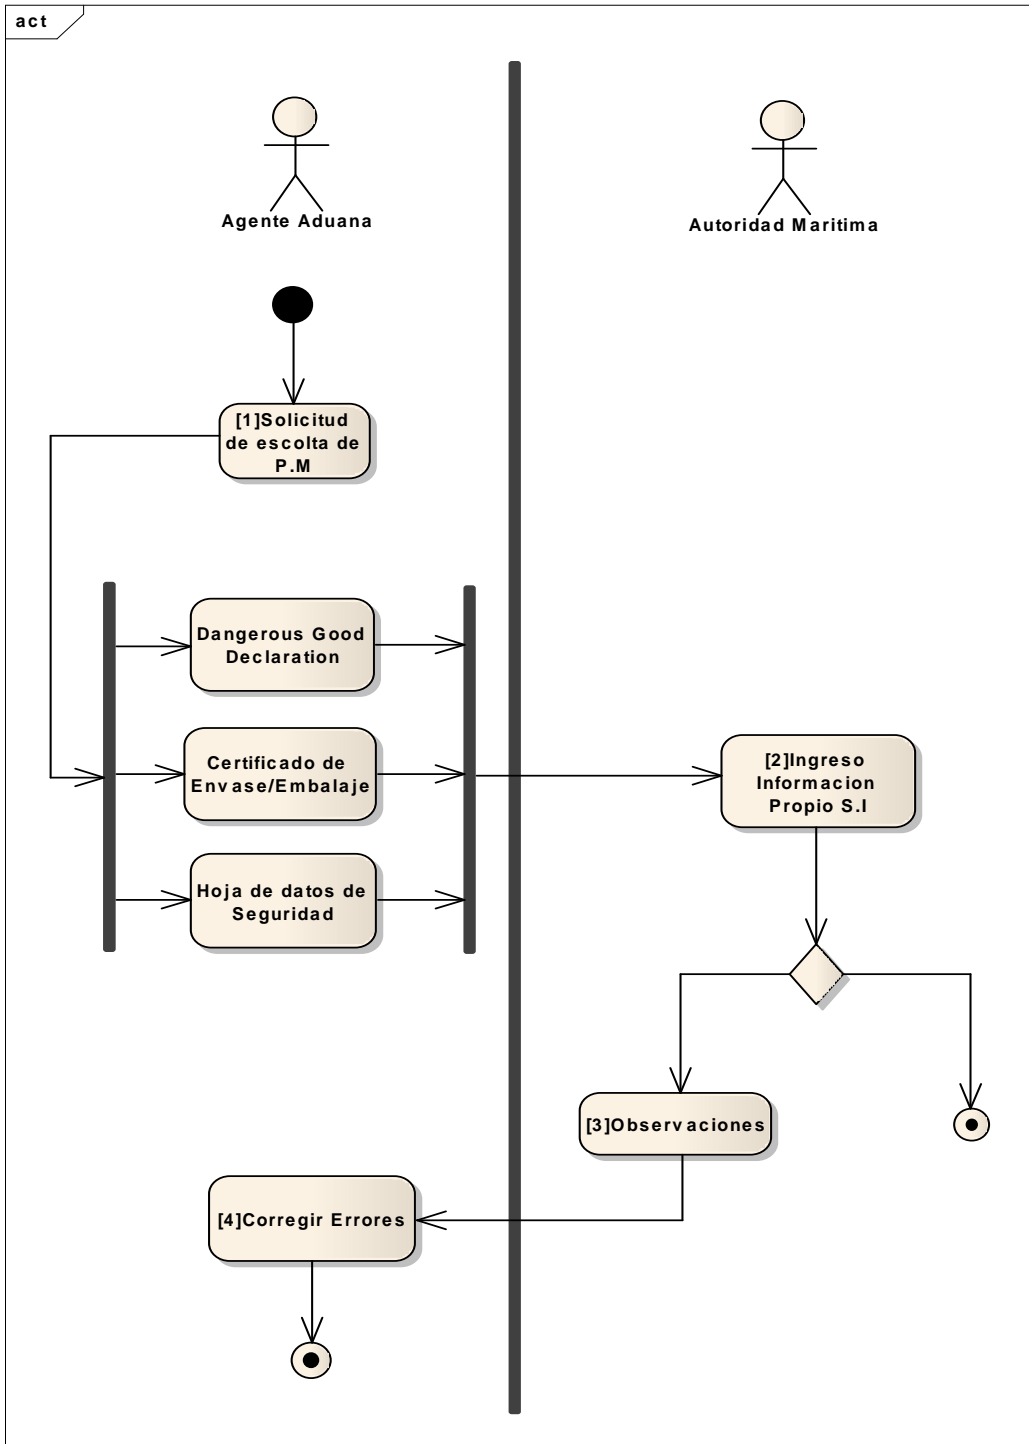 act
Agente Aduana
Autoridad Maritima
[1]Solicitud
de escolta de
P.M
Dangerous Good
Declaration
Certificado de
Envase/Embalaje
Hoja de datos de
Seguridad
[2]Ingreso
Informacion
Propio S.I
[3]Observaciones
[4]Corregir Errores